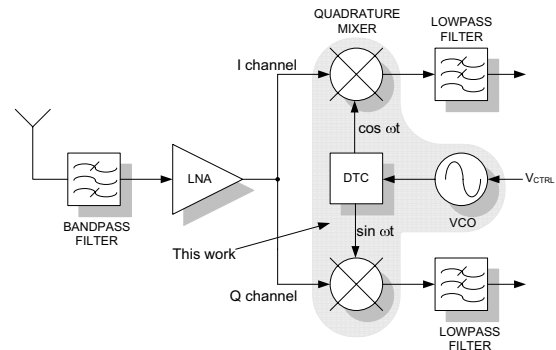 QUADRATURE
MIXER
LOWPASS
FILTER
I channel
cos ωt
LNA
DTC
V_CTRL
BANDPASS
FILTER
VCO
sin ωt
This work
Q channel
LOWPASS
FILTER